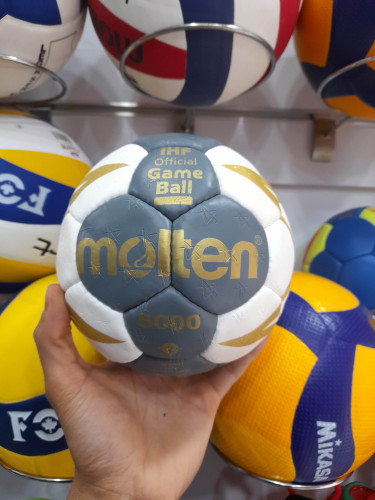 IHF
Official
Game
Ball
molten
5000
MIKASA